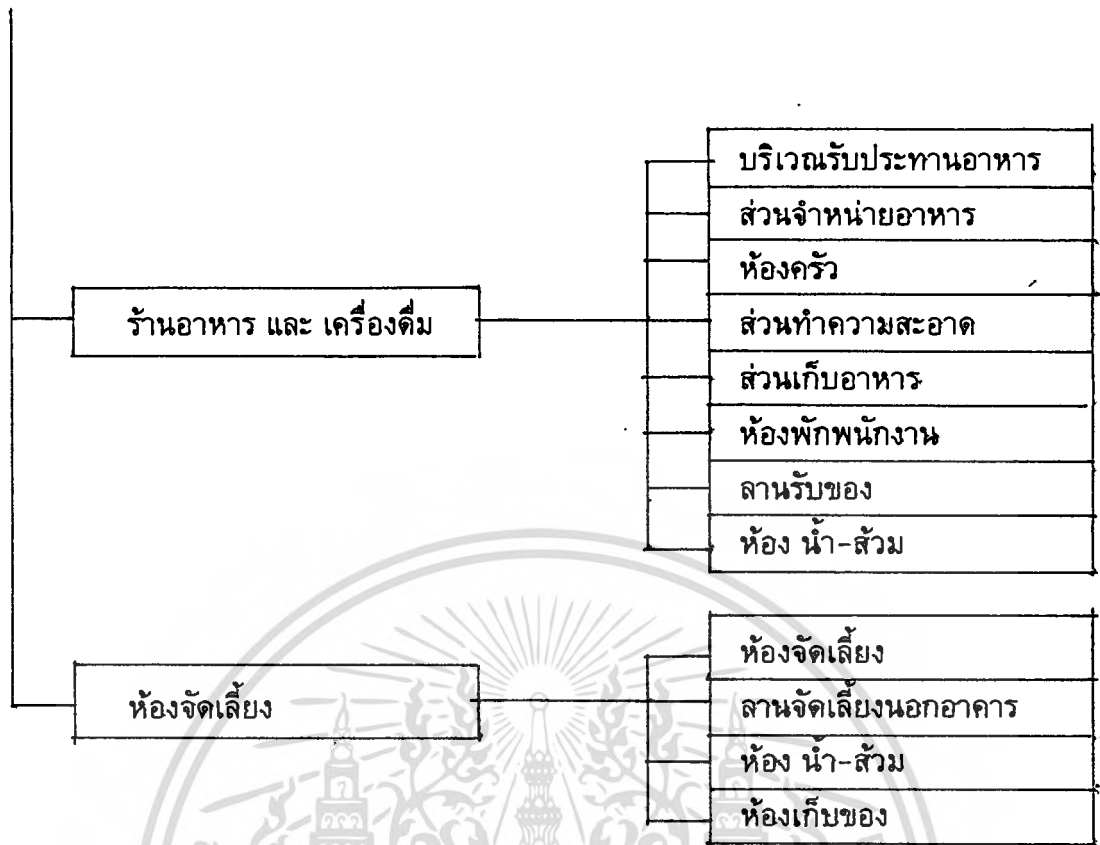 บริเวณรับประทานอาหาร
ส่วนจำหน่ายอาหาร
ห้องครัว
ร้านอาหาร และ เครื่องดื่ม
ส่วนทำความสะอาด
ส่วนเก็บอาหาร
ห้องพักพนักงาน
ลานรับของ
ห้อง น้ำ-ส้วม
ห้องจัดเลี้ยง
ห้องจัดเลี้ยง
ลานจัดเลี้ยงนอกอาคาร
ห้อง น้ำ-ส้วม
ห้องเก็บของ